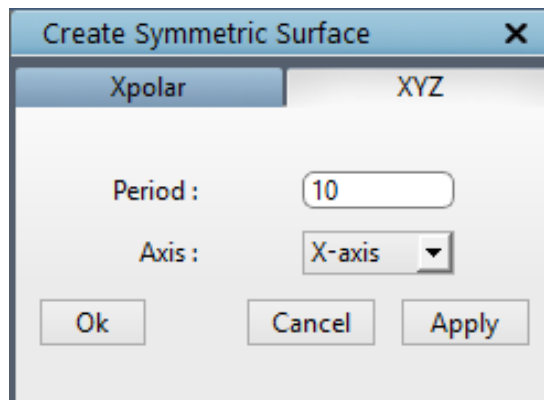 Create Symmetric Surface
Xpolar XYZ
Period : 10
Axis : X-axis
Ok Cancel Apply